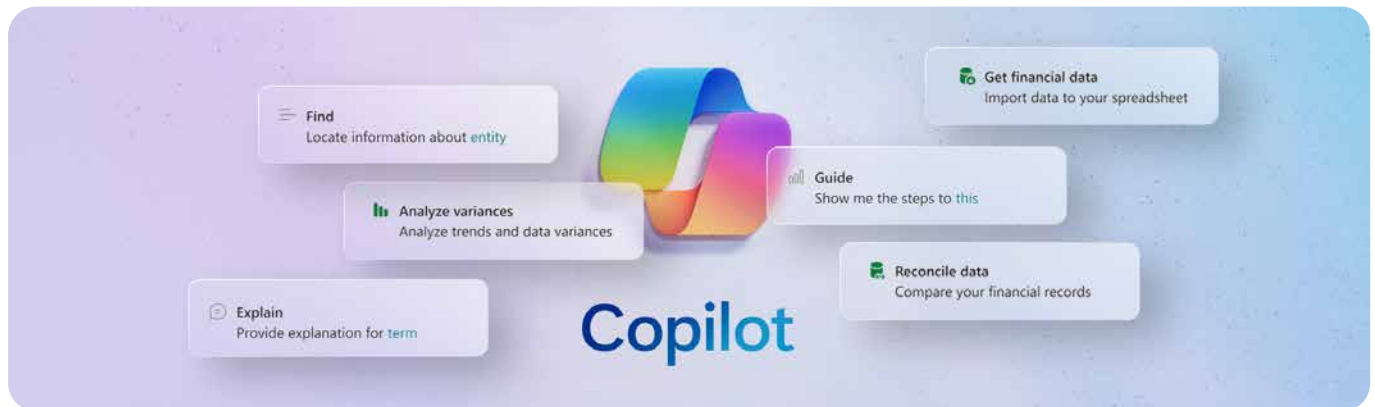 Find
Locate information about entity
Analyze variances
Analyze trends and data variances
Explain
Provide explanation for term
Copilot
Get financial data
Import data to your spreadsheet
Guide
Show me the steps to this
Reconcile data
Compare your financial records